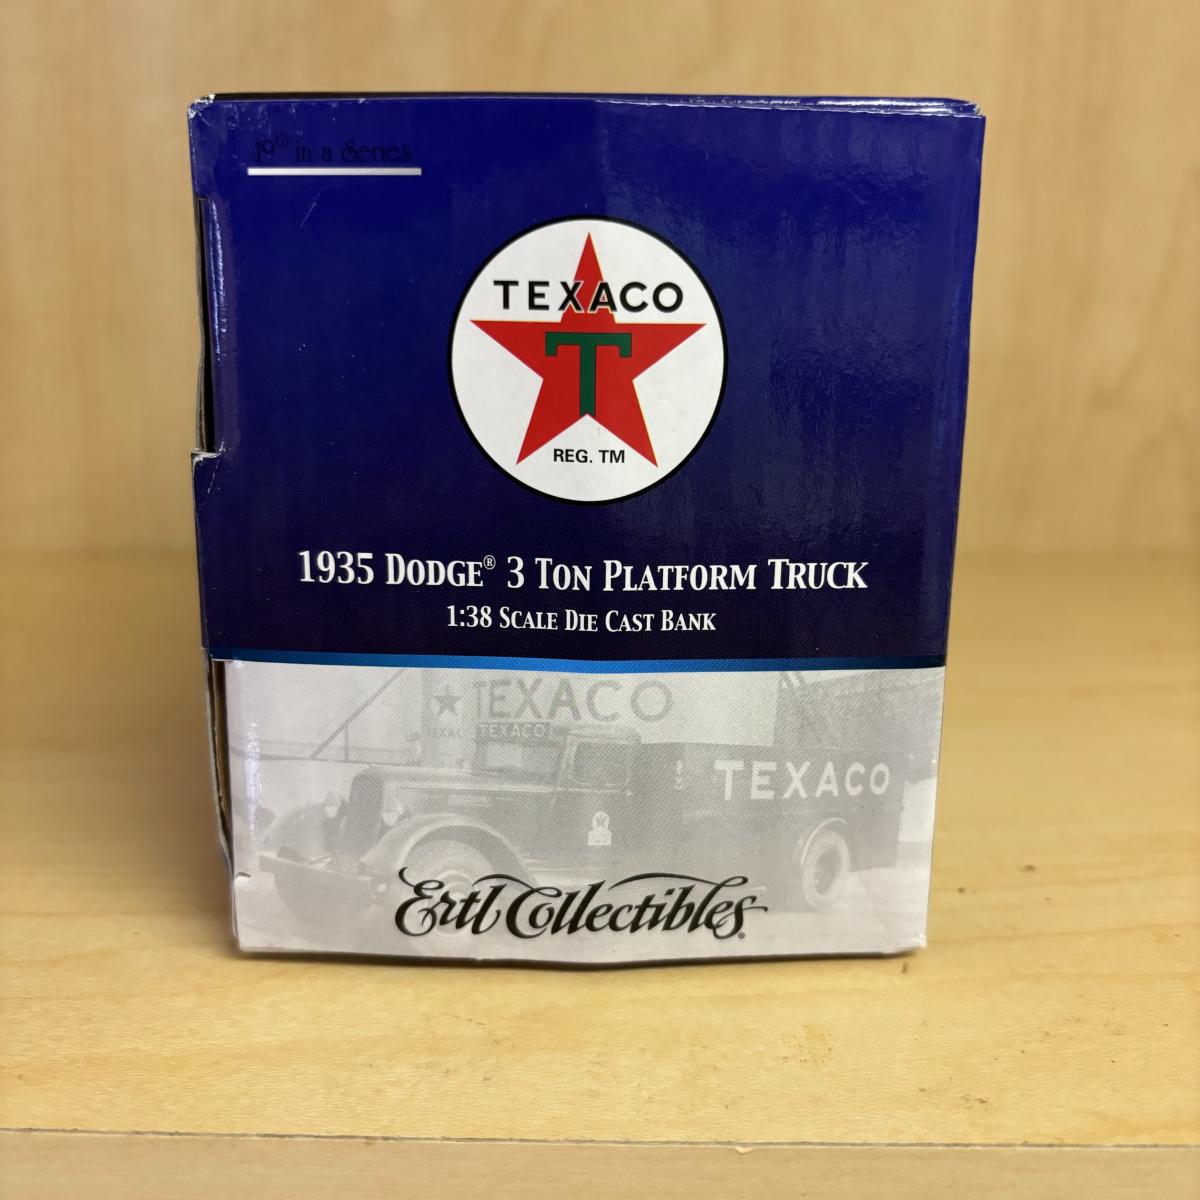 19th in a Series
TEXACO
T
REG. TM
1935 DODGE® 3 TON PLATFORM TRUCK
1:38 SCALE DIE CAST BANK
TEXACO
TEXACO
TEXACO
Ertl Collectibles®